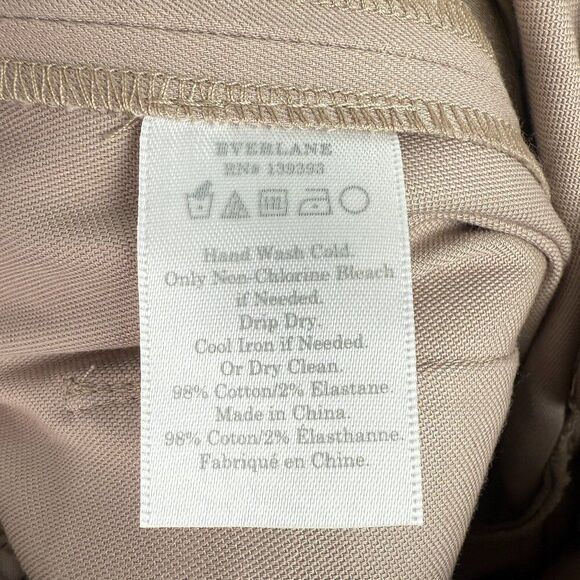 EVERLANE
RN# 139393
Hand Wash Cold.
Only Non-Chlorine Bleach
if Needed.
Drip Dry.
Cool Iron if Needed.
Or Dry Clean.
98% Cotton/2% Elastane.
Made in China.
98% Coton/2% Élasthanne.
Fabriqué en Chine.